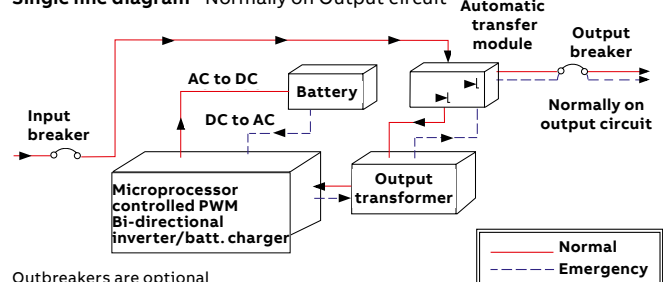 Single line diagram - Normally on Output circuit
Automatic
transfer
module
Output
breaker
AC to DC
Battery
Input
breaker
DC to AC
Normally on
output circuit
Microprocessor
controlled PWM
Bi-directional
inverter/batt. charger
Output
transformer
Normal
Emergency
Outbreakers are optional